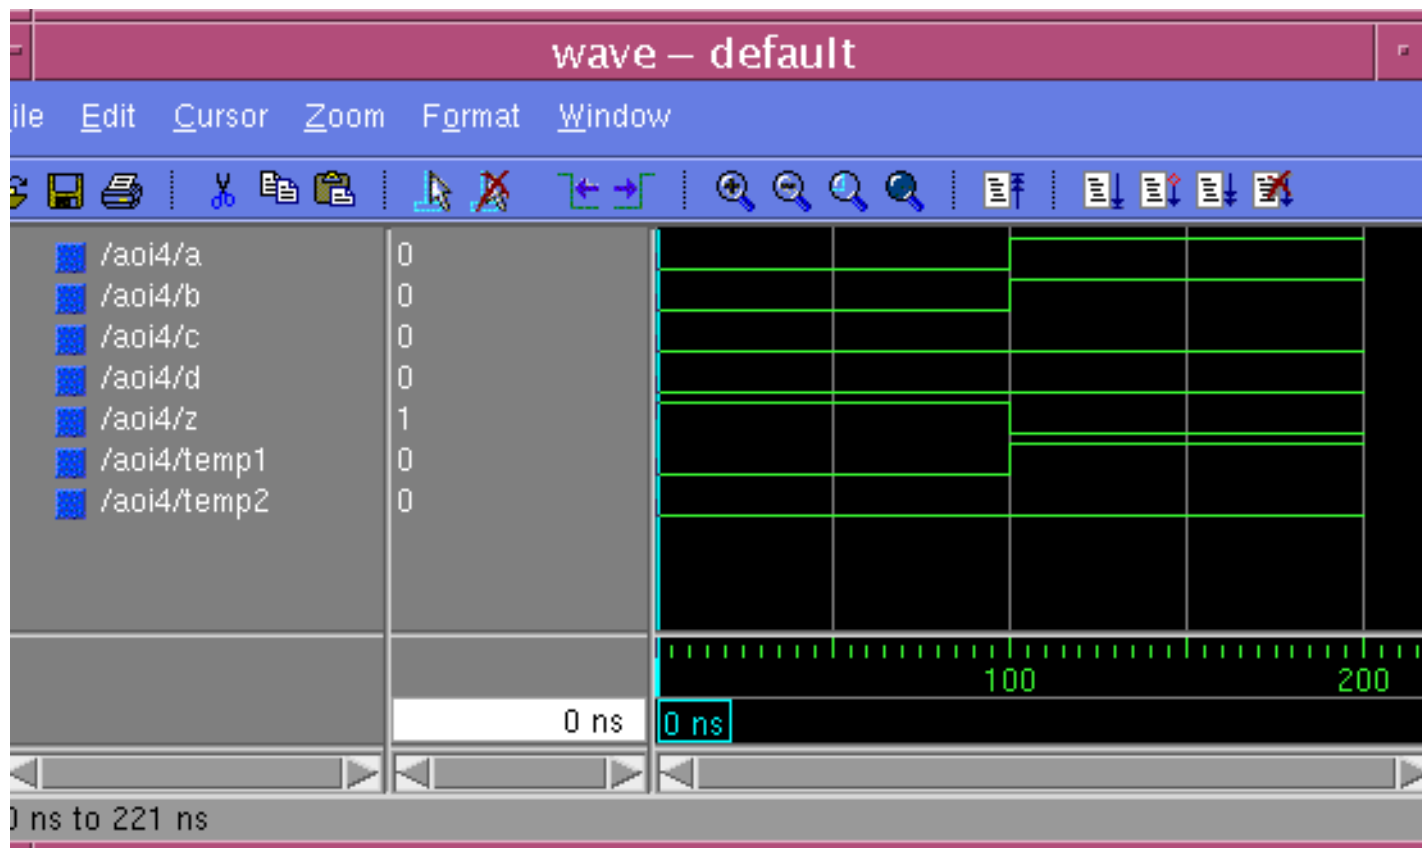 wave – default
ile Edit Cursor Zoom Format Window
/aoi4/a 0
/aoi4/b 0
/aoi4/c 0
/aoi4/d 0
/aoi4/z 1
/aoi4/temp1 0
/aoi4/temp2 0
100 200
0 ns 0 ns
0 ns to 221 ns